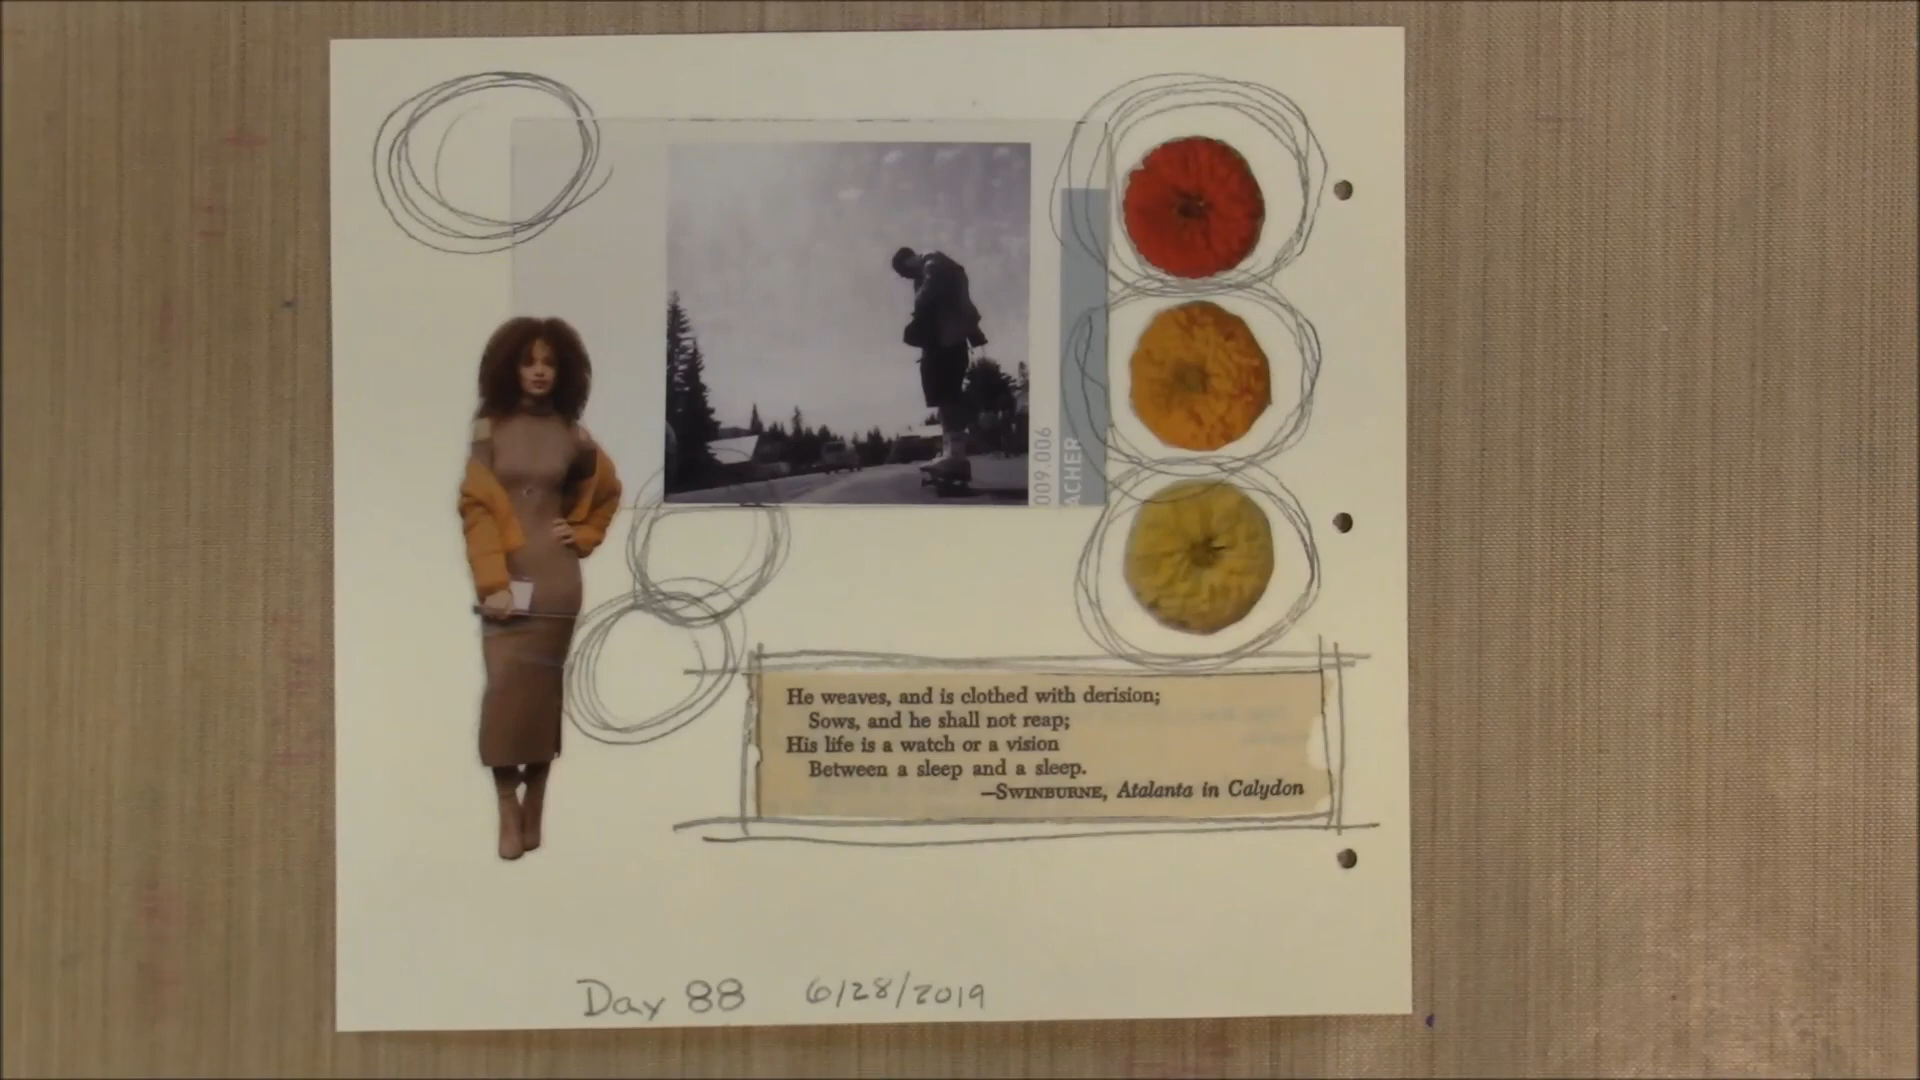 009.006
ACHER
He weaves, and is clothed with derision;
Sows, and he shall not reap;
His life is a watch or a vision
Between a sleep and a sleep.
—SWINBURNE, Atalanta in Calydon
Day 88 6/28/2019